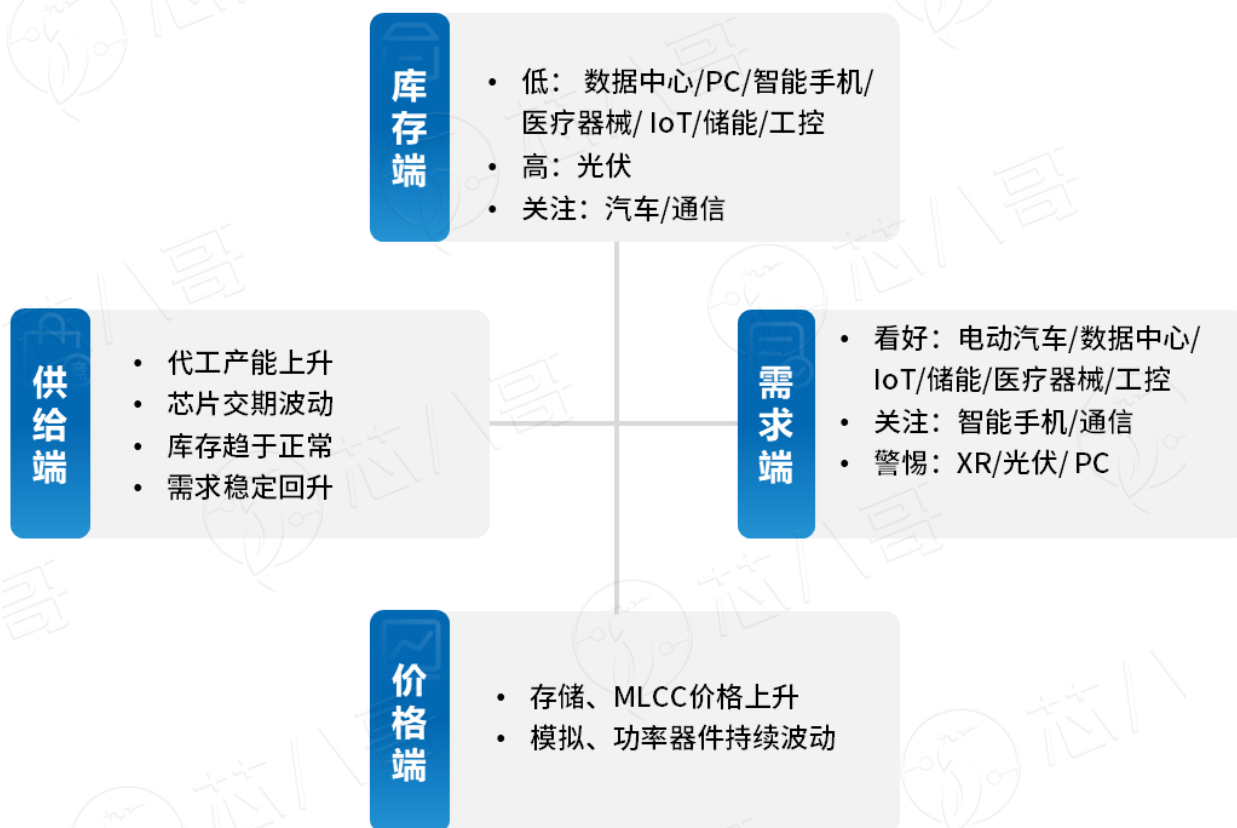 库存端
• 低： 数据中心/PC/智能手机/
医疗器械/ IoT/储能/工控
• 高：光伏
• 关注：汽车/通信
供给端
• 代工产能上升
• 芯片交期波动
• 库存趋于正常
• 需求稳定回升
需求端
• 看好：电动汽车/数据中心/
IoT/储能/医疗器械/工控
• 关注：智能手机/通信
• 警惕：XR/光伏/ PC
价格端
• 存储、MLCC价格上升
• 模拟、功率器件持续波动
芯八哥